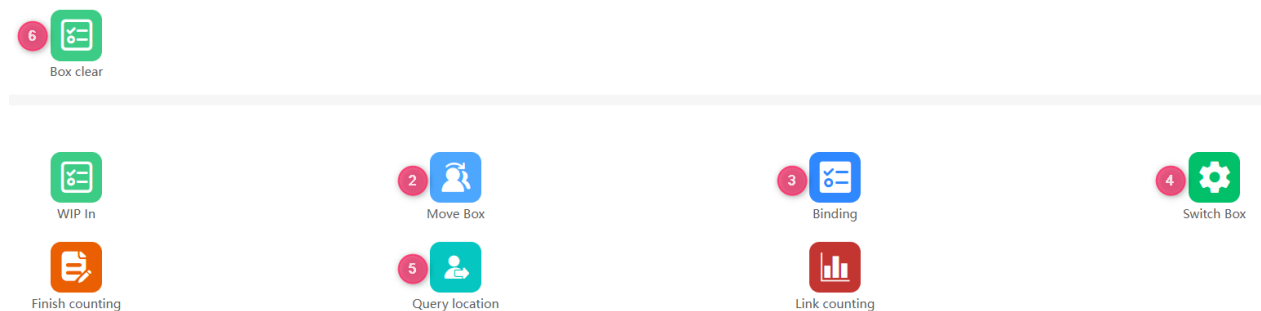 6
Box clear
WIP In
2
Move Box
3
Binding
4
Switch Box
Finish counting
5
Query location
Link counting